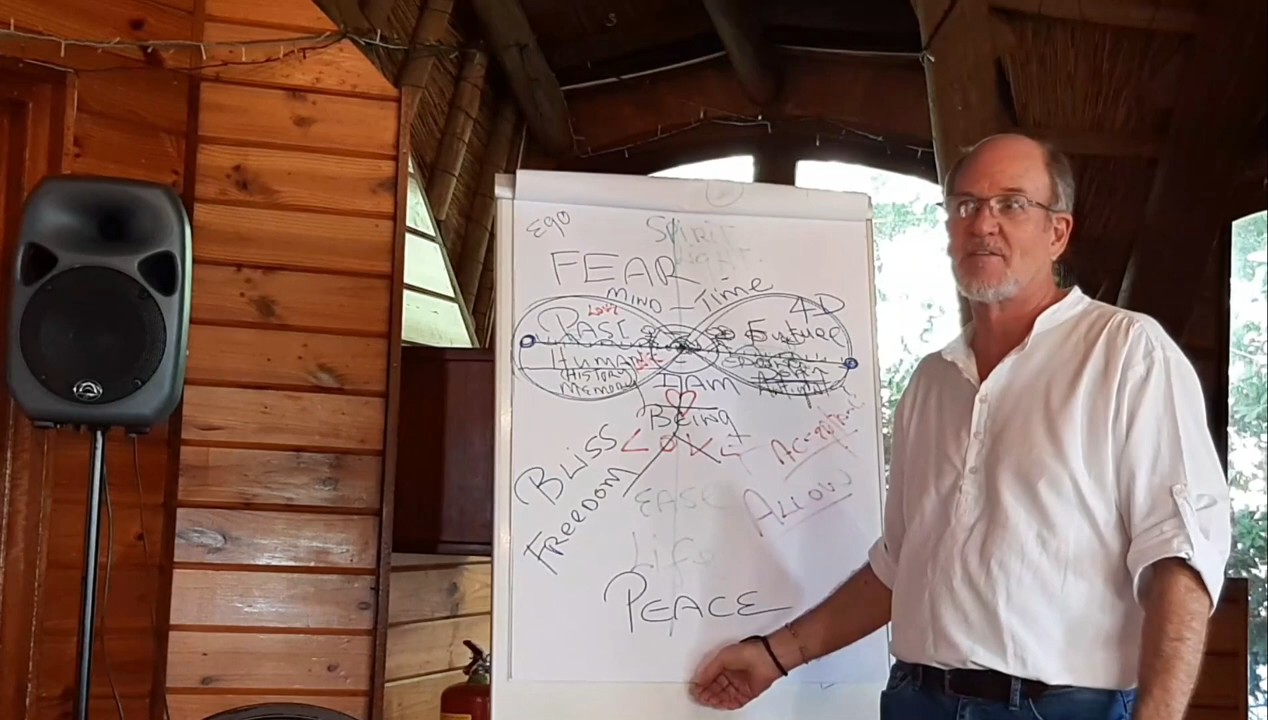 Ego
SPIRIT
FEAR
MIND Time
Love
4D
PAST Future
HUMAN
(HISTORY
MEMORY)
I AM
BEING
LOVE
BLISS
FREEDOM
ALLOW
EASE
Life
PEACE